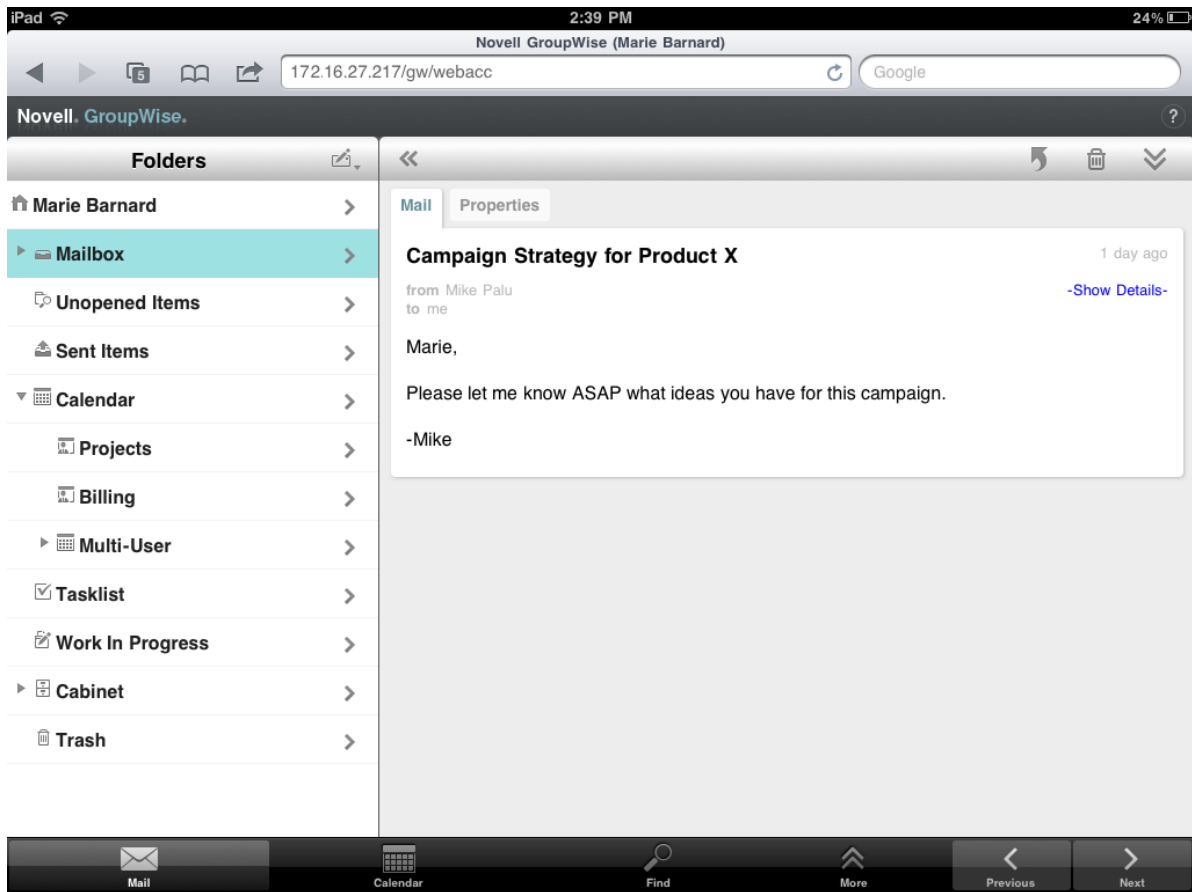 iPad 2:39 PM 24%
Novell GroupWise (Marie Barnard)
5 172.16.27.217/gw/webacc Google
Novell. GroupWise. ?
Folders
Marie Barnard
Mailbox
Unopened Items
Sent Items
Calendar
Projects
Billing
Multi-User
Tasklist
Work In Progress
Cabinet
Trash
Mail Properties
Campaign Strategy for Product X 1 day ago
from Mike Palu -Show Details-
to me
Marie,
Please let me know ASAP what ideas you have for this campaign.
-Mike
Mail Calendar Find More Previous Next